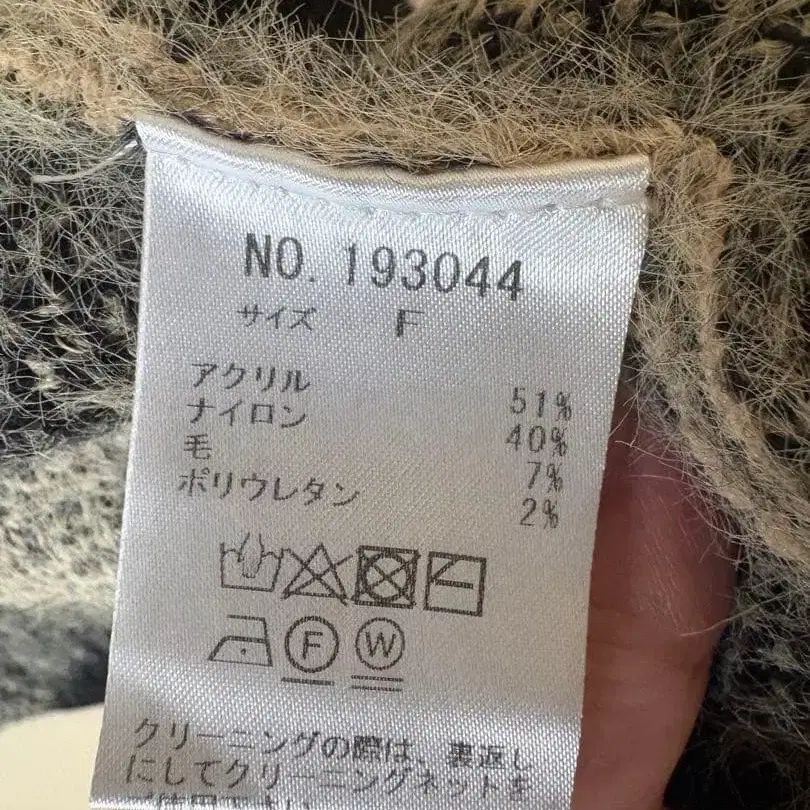 NO. 193044
サイズ F
アクリル 51%
ナイロン 40%
毛 7%
ポリウレタン 2%
F W
クリーニングの際は、裏返し
にしてクリーニングネットを